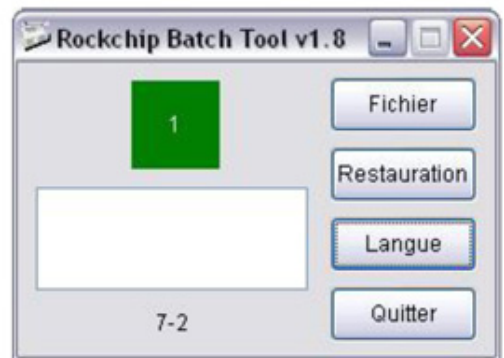 Rockchip Batch Tool v1.8
1
Fichier
Restauration
Langue
7-2
Quitter